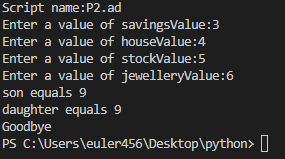 Script name:P2.ad
Enter a value of savingsValue:3
Enter a value of houseValue:4
Enter a value of stockValue:5
Enter a value of jewelleryValue:6
son equals 9
daughter equals 9
Goodbye
PS C:\Users\euler456\Desktop\python>